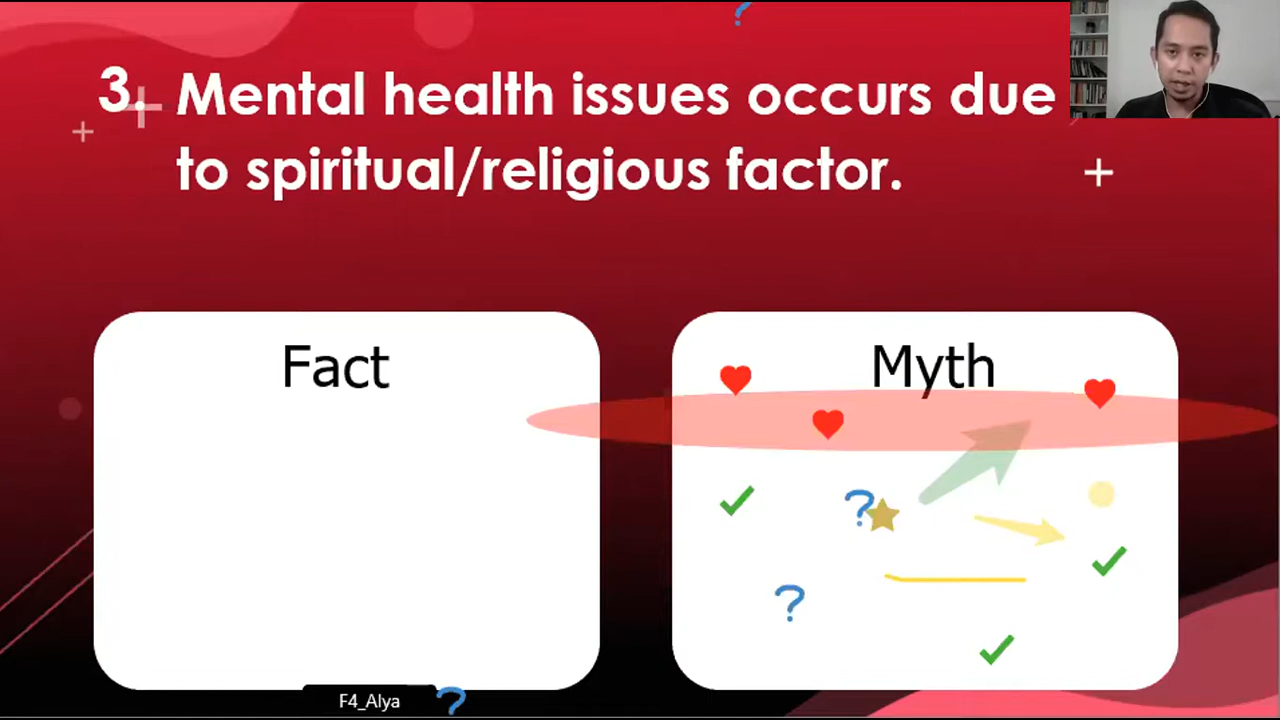 3. Mental health issues occurs due
to spiritual/religious factor.
Fact
Myth
F4_Alya